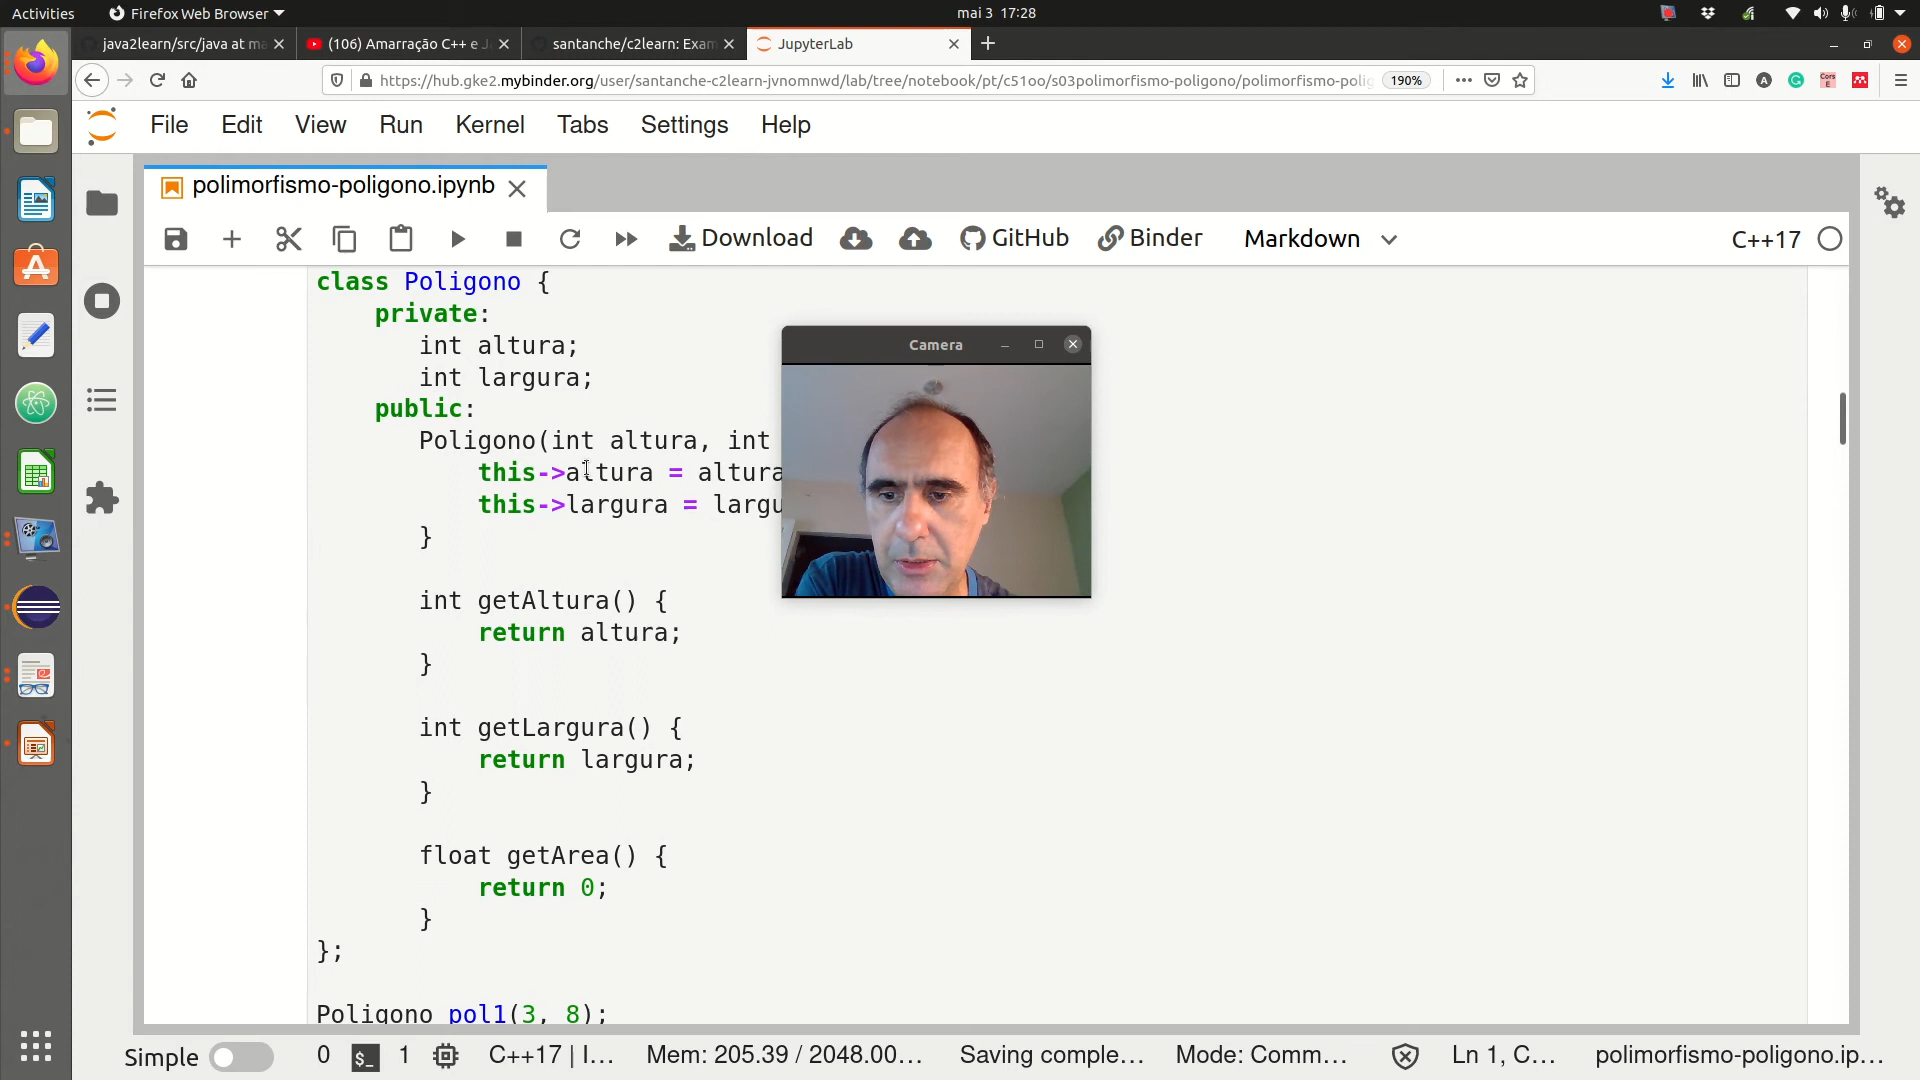 Activities
Firefox Web Browser
mai 3 17:28
java2learn/src/java at ma
(106) Amarração C++ e J
santanche/c2learn: Exam
JupyterLab
https://hub.gke2.mybinder.org/user/santanche-c2learn-jvnomnwd/lab/tree/notebook/pt/c51oo/s03polimorfismo-poligono/polimorfismo-polig
190%
File
Edit
View
Run
Kernel
Tabs
Settings
Help
polimorfismo-poligono.ipynb
Download
GitHub
Binder
Markdown
C++17
class Poligono {
private:
int altura;
int largura;
public:
Poligono(int altura, int
this->altura = altura
this->largura = largu
}
int getAltura() {
return altura;
}
int getLargura() {
return largura;
}
float getArea() {
return 0;
}
};
Poligono pol1(3, 8);
Camera
Simple
0
$_
1
C++17 | I...
Mem: 205.39 / 2048.00...
Saving comple...
Mode: Comm...
Ln 1, C...
polimorfismo-poligono.ip...